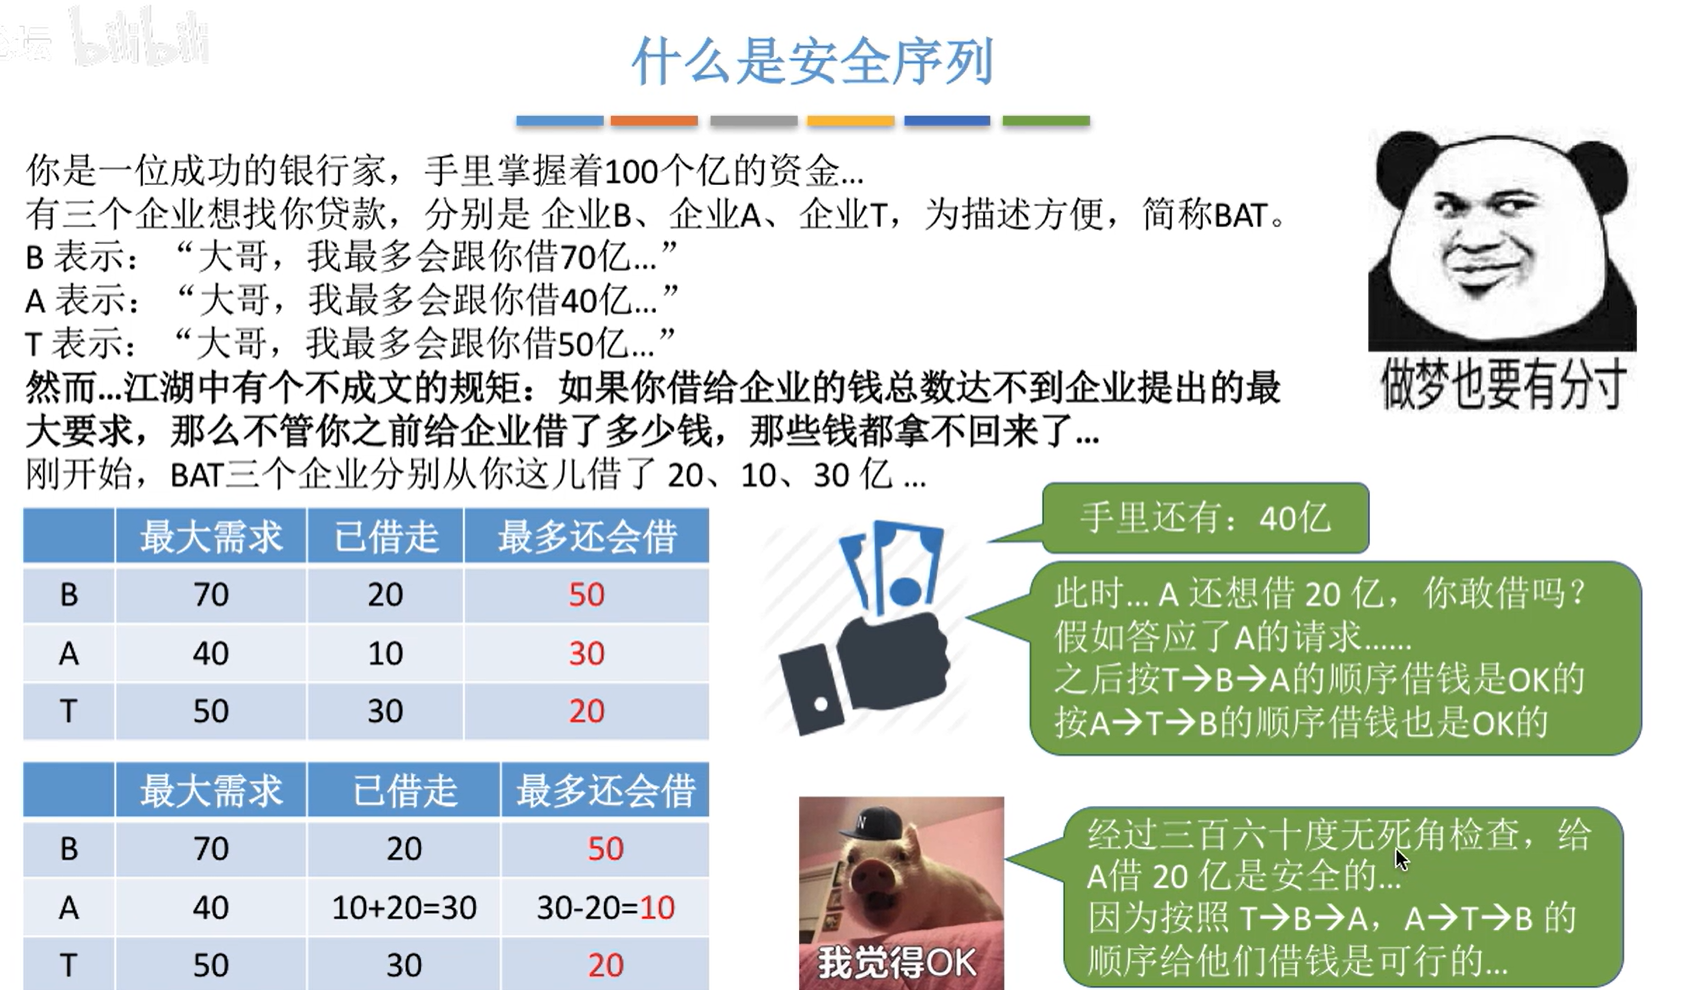 bilibili
什么是安全序列
你是一位成功的银行家，手里掌握着100个亿的资金...
有三个企业想找你贷款，分别是 企业B、企业A、企业T，为描述方便，简称BAT。
B 表示：“大哥，我最多会跟你借70亿...”
A 表示：“大哥，我最多会跟你借40亿...”
T 表示：“大哥，我最多会跟你借50亿...”
然而...江湖中有个不成文的规矩：如果你借给企业的钱总数达不到企业提出的最
大要求，那么不管你之前给企业借了多少钱，那些钱都拿不回来了...
刚开始，BAT三个企业分别从你这儿借了 20、10、30 亿 ...
做梦也要有分寸
最大需求 已借走 最多还会借
B 70 20 50
A 40 10 30
T 50 30 20
手里还有：40亿
此时... A 还想借 20 亿，你敢借吗？
假如答应了A的请求......
之后按T→B→A的顺序借钱是OK的
按A→T→B的顺序借钱也是OK的
最大需求 已借走 最多还会借
B 70 20 50
A 40 10+20=30 30-20=10
T 50 30 20
N
我觉得OK
经过三百六十度无死角检查，给
A借 20 亿是安全的...
因为按照 T→B→A，A→T→B 的
顺序给他们借钱是可行的...